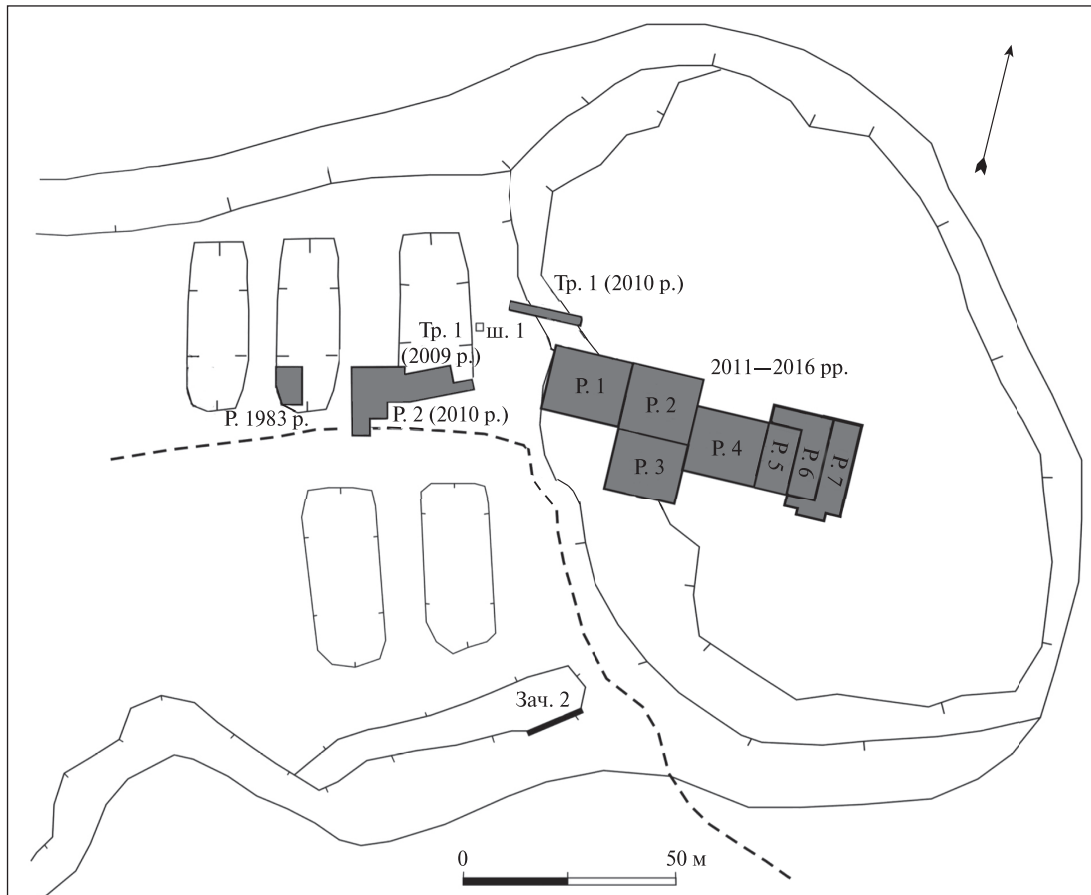 Тр. 1 (2010 р.)
Тр. 1
ш. 1
(2009 р.)
2011—2016 рр.
Р. 1
Р. 2
Р. 1983 р.
Р. 2 (2010 р.)
Р. 4
Р. 3
Р. 5
Р. 6
Р. 7
Зач. 2
0
50 м